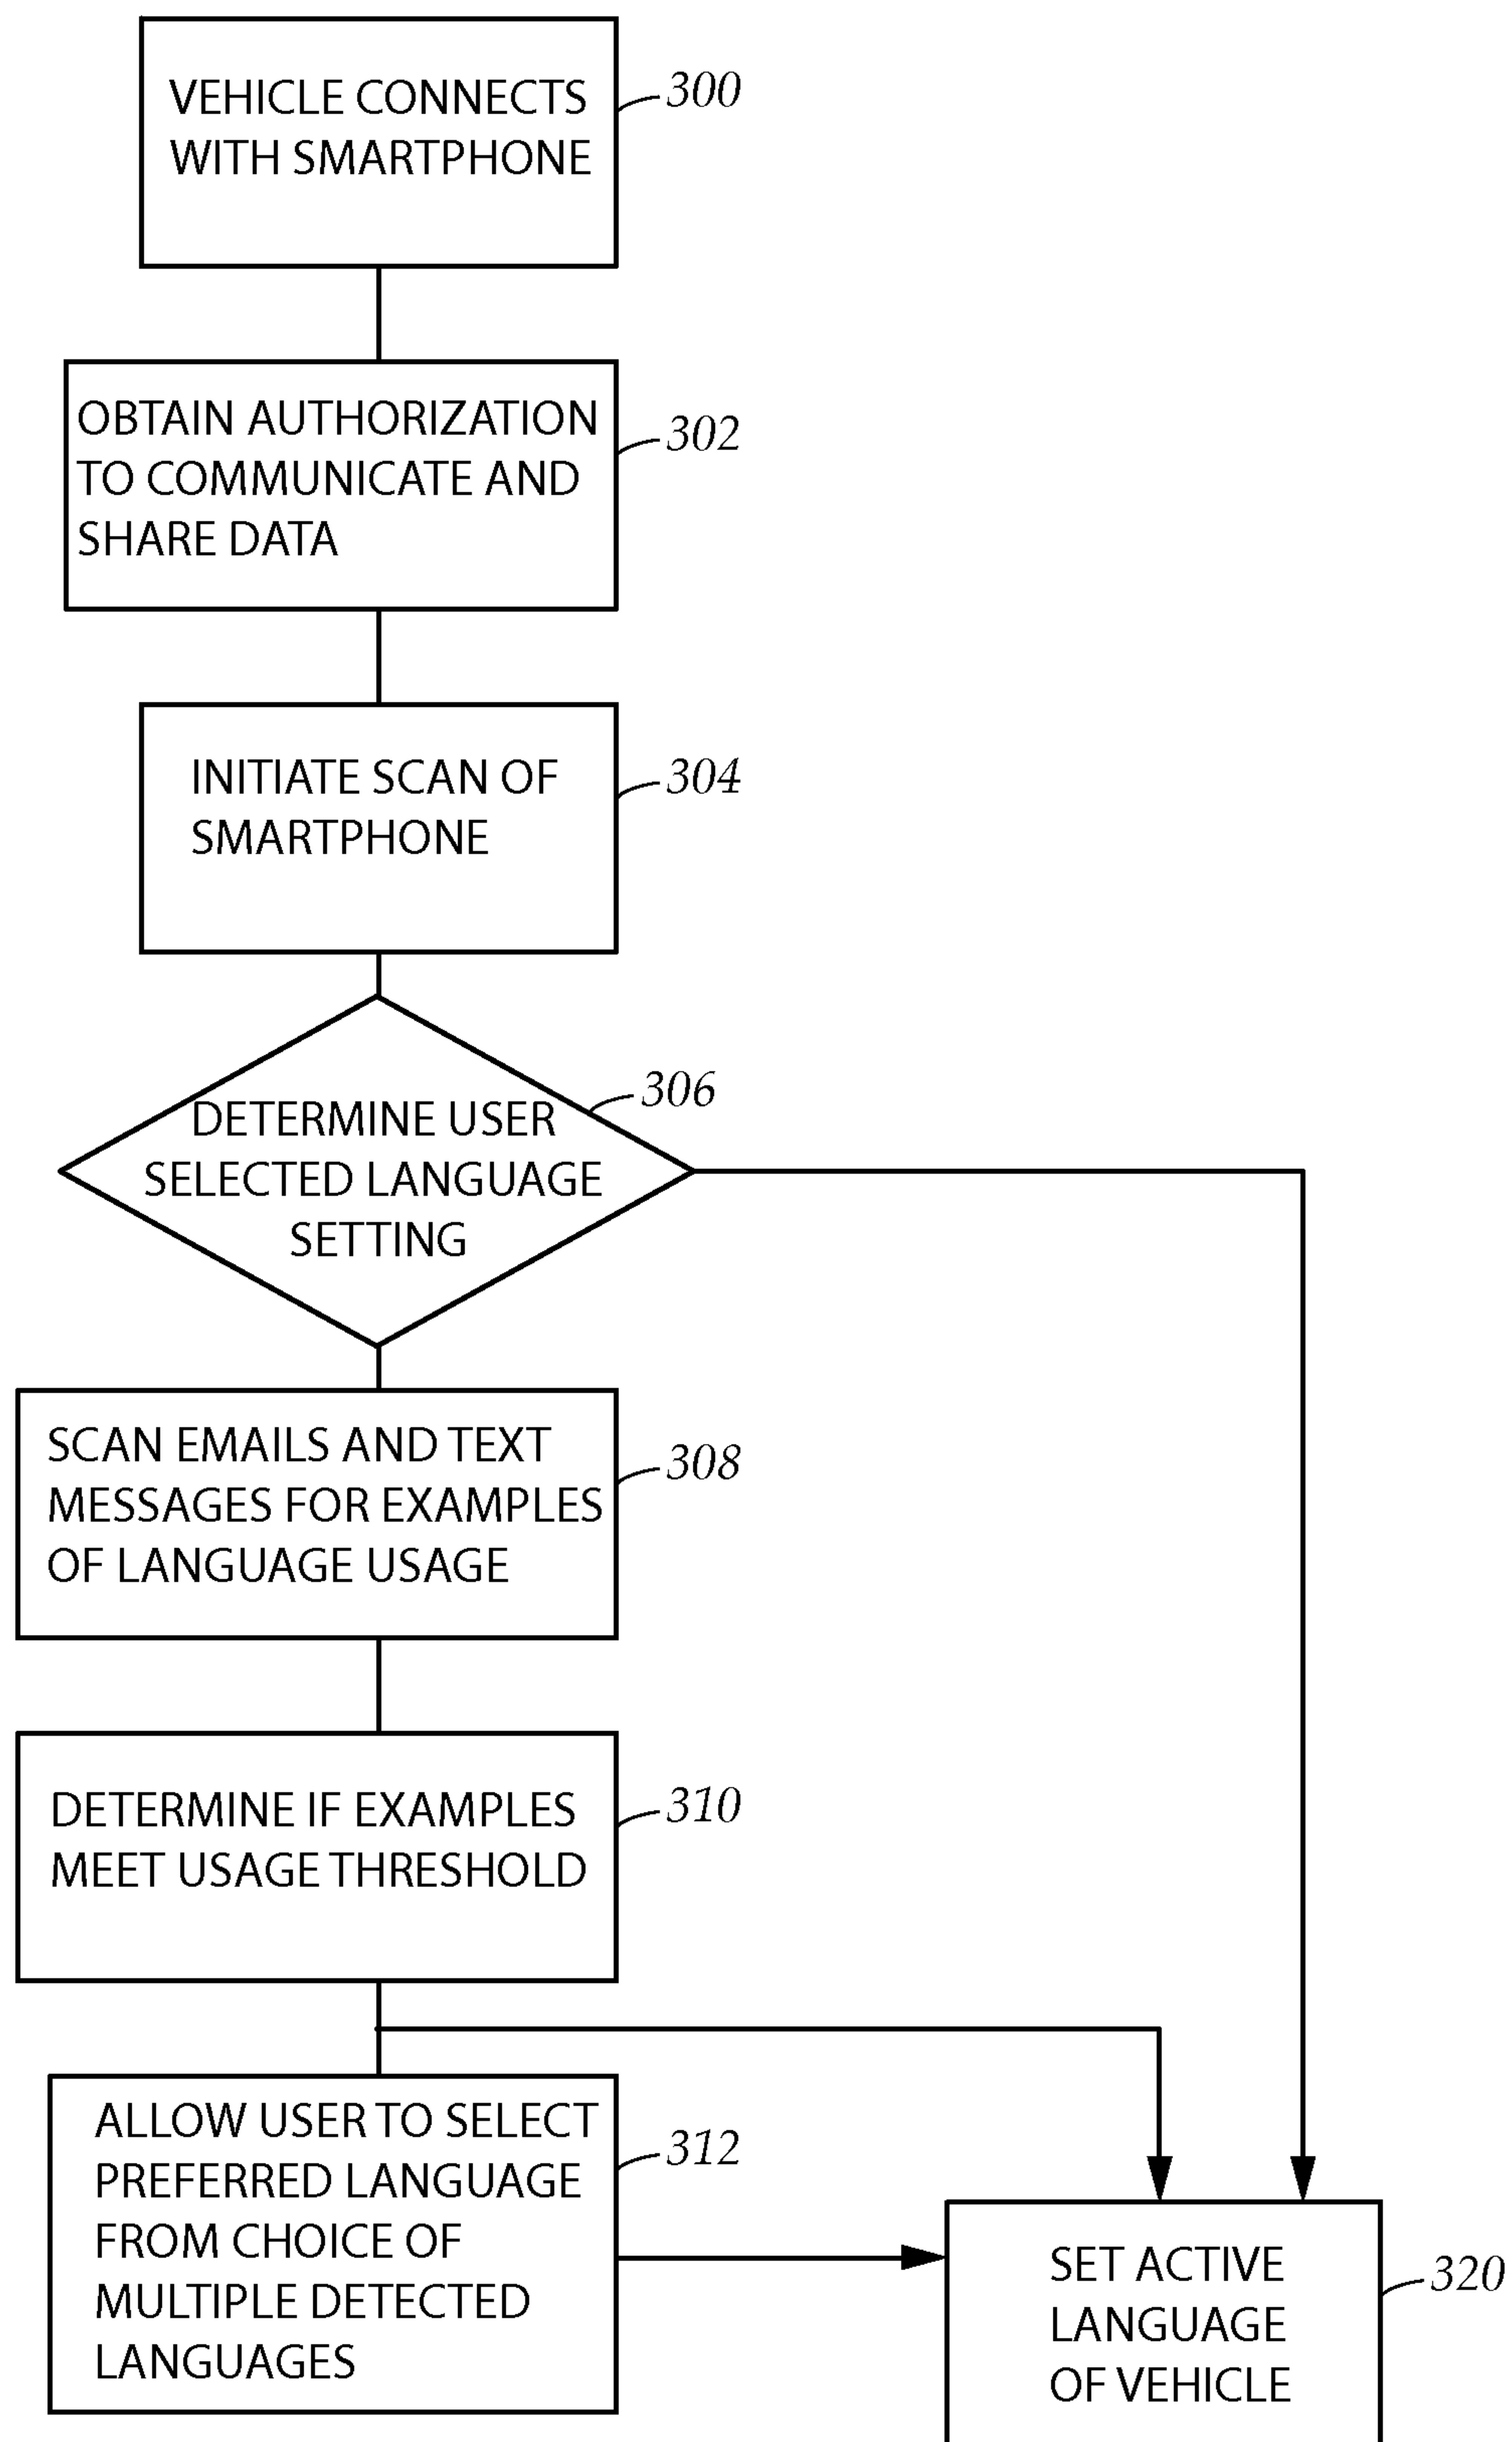 VEHICLE CONNECTS
WITH SMARTPHONE
300
OBTAIN AUTHORIZATION
TO COMMUNICATE AND
SHARE DATA
302
INITIATE SCAN OF
SMARTPHONE
304
DETERMINE USER
SELECTED LANGUAGE
SETTING
306
SCAN EMAILS AND TEXT
MESSAGES FOR EXAMPLES
OF LANGUAGE USAGE
308
DETERMINE IF EXAMPLES
MEET USAGE THRESHOLD
310
ALLOW USER TO SELECT
PREFERRED LANGUAGE
FROM CHOICE OF
MULTIPLE DETECTED
LANGUAGES
312
SET ACTIVE
LANGUAGE
OF VEHICLE
320